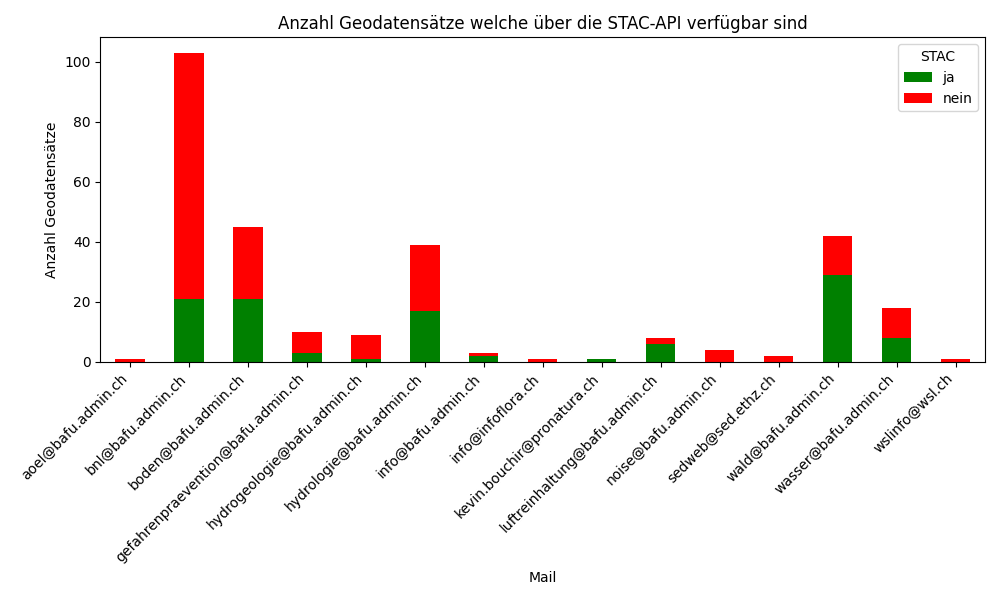 Anzahl Geodatensätze welche über die STAC-API verfügbar sind
STAC
ja
nein
Anzahl Geodatensätze
100
80
60
40
20
0
aoel@bafu.admin.ch
bnl@bafu.admin.ch
boden@bafu.admin.ch
gefahrenpraevention@bafu.admin.ch
hydrogeologie@bafu.admin.ch
hydrologie@bafu.admin.ch
info@bafu.admin.ch
info@infoflora.ch
kevin.bouchir@pronatura.ch
luftreinhaltung@bafu.admin.ch
noise@bafu.admin.ch
sedweb@sed.ethz.ch
wald@bafu.admin.ch
wasser@bafu.admin.ch
wslinfo@wsl.ch
Mail